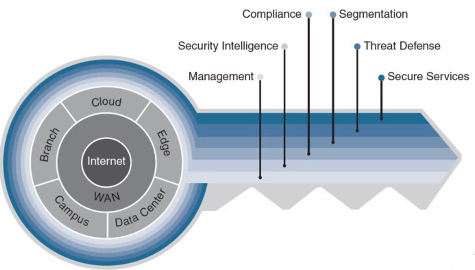 Compliance
Segmentation
Security Intelligence
Threat Defense
Management
Secure Services
Cloud
Branch
Edge
Internet
WAN
Campus
Data Center